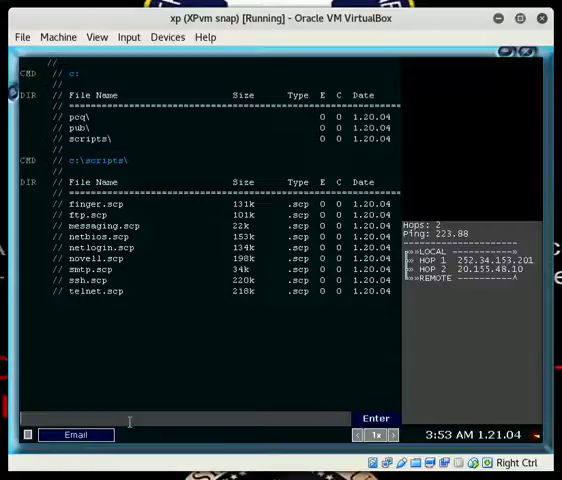 xp (XPvm snap) [Running] - Oracle VM VirtualBox
File Machine View Input Devices Help
//
CMD // c:
//
DIR // File Name Size Type E C Date
// ================================================
// pcq\ 0 0 1.20.04
// pub\ 0 0 1.20.04
// scripts\ 0 0 1.20.04
//
CMD // c:\scripts\
//
DIR // File Name Size Type E C Date
// ================================================
// finger.scp 131k .scp 0 0 1.20.04
// ftp.scp 101k .scp 0 0 1.20.04
// messaging.scp 22k .scp 0 0 1.20.04
// netbios.scp 153k .scp 0 0 1.20.04
// netlogin.scp 134k .scp 0 0 1.20.04
// novell.scp 198k .scp 0 0 1.20.04
// smtp.scp 34k .scp 0 0 1.20.04
// ssh.scp 220k .scp 0 0 1.20.04
// telnet.scp 218k .scp 0 0 1.20.04
Hops: 2
Ping: 223.88
---------------------
»»LOCAL -----------»
» HOP 1 252.34.153.201
» HOP 2 20.155.48.10
»»REMOTE ----------^
Enter
Email
< 1x >
3:53 AM 1.21.04
Right Ctrl